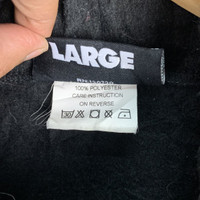 LARGE
100% POLYESTER
CARE INSTRUCTION
ON REVERSE